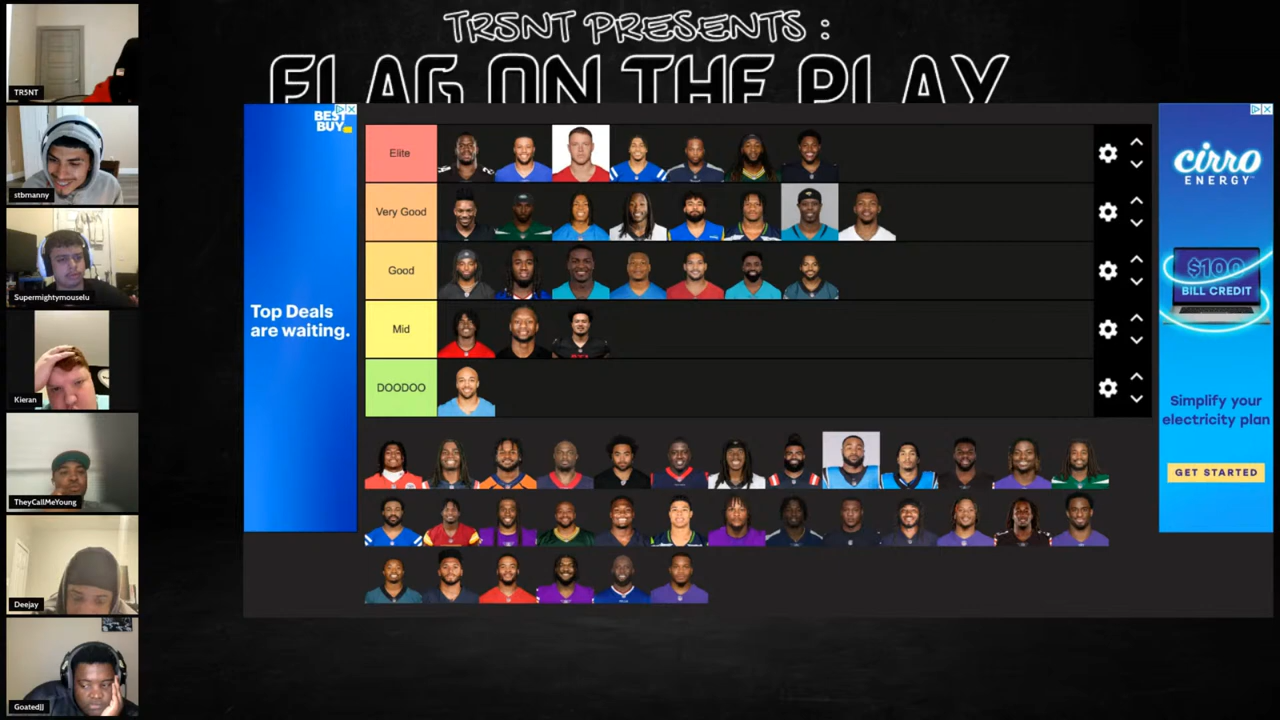 TR5NT PRESENTS :
FLAG ON THE PLAY
TR5NT
stbmanny
Supermightymouselu
Kieran
TheyCallMeYoung
Deejay
GoatedJJ
BEST
BUY
Top Deals
are waiting.
Elite
Very Good
Good
Mid
DOODOO
cirro
ENERGY
$100
BILL CREDIT
Simplify your
electricity plan
GET STARTED